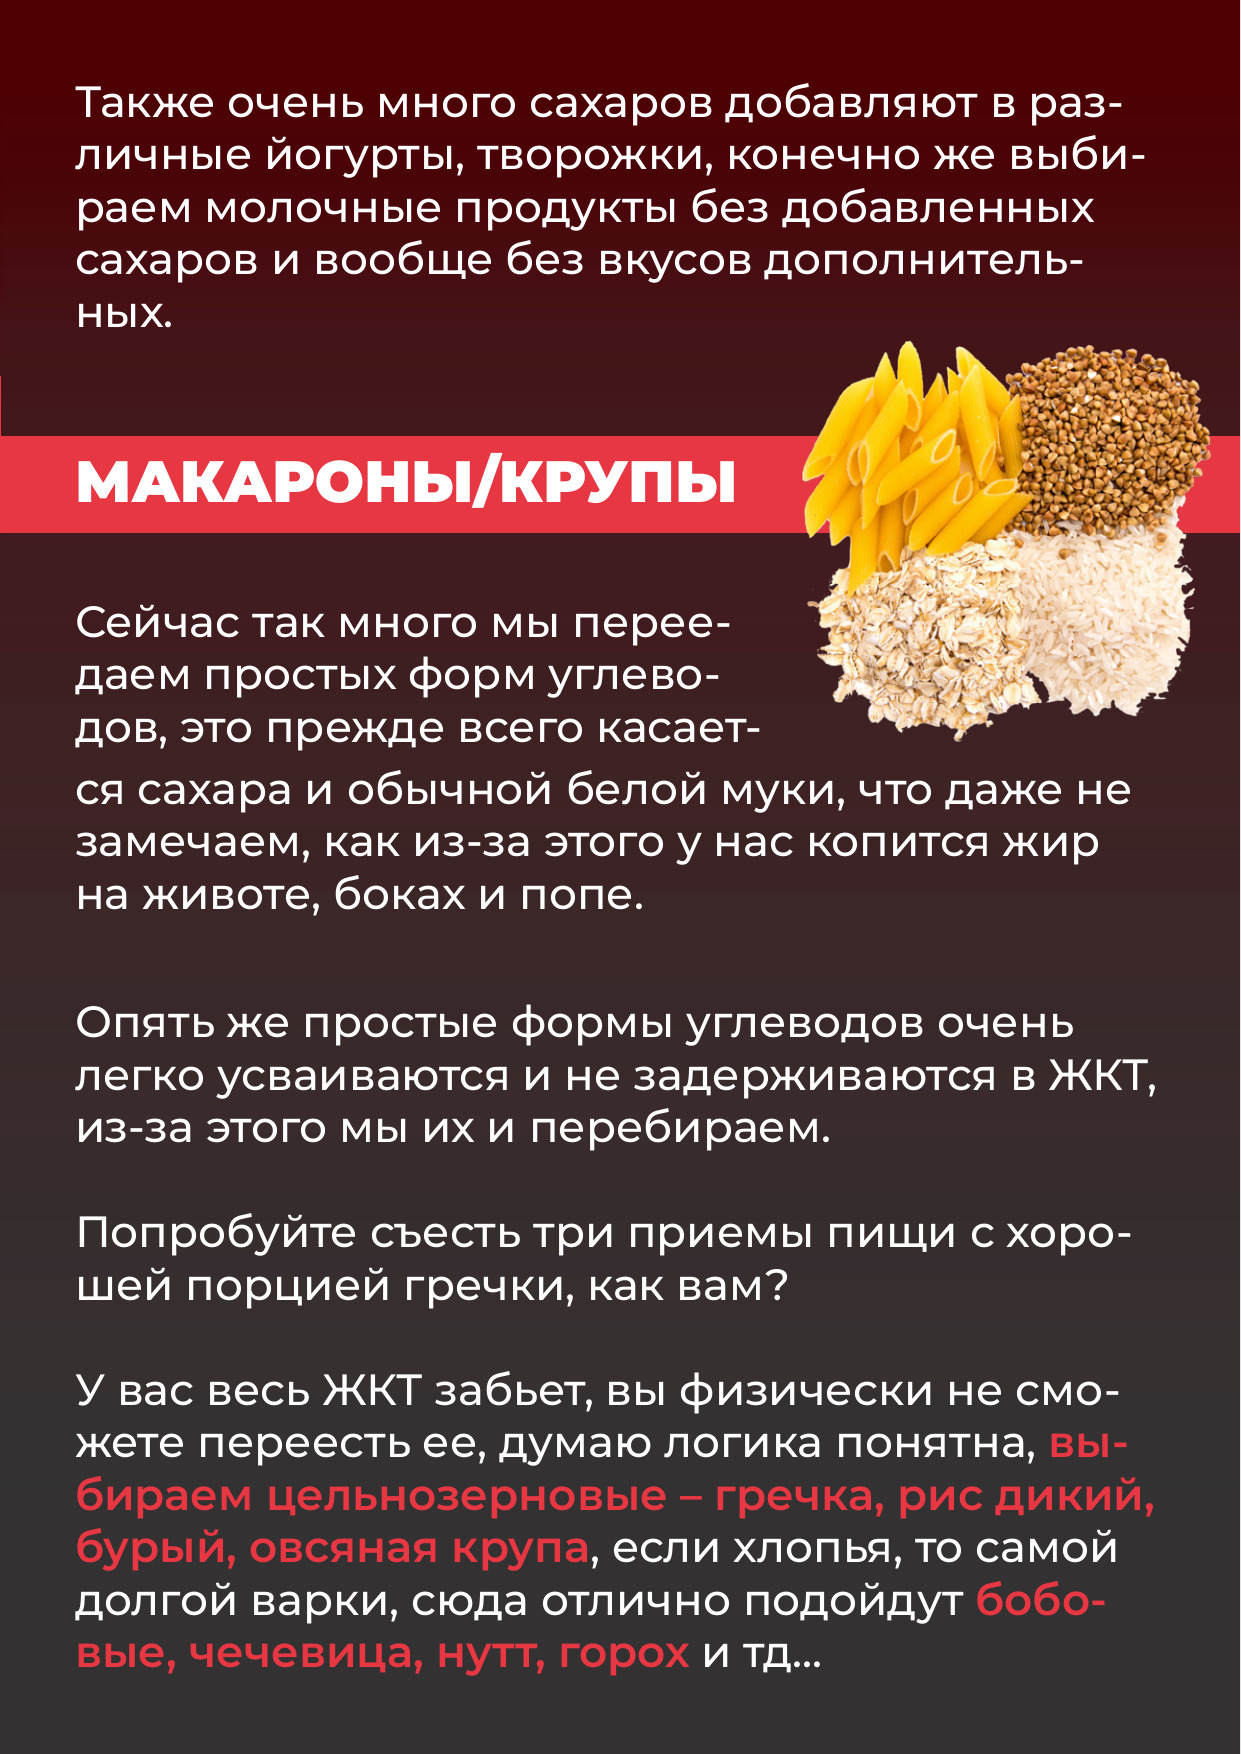 Также очень много сахаров добавляют в раз-
личные йогурты, творожки, конечно же выби-
раем молочные продукты без добавленных
сахаров и вообще без вкусов дополнитель-
ных.
МАКАРОНЫ/КРУПЫ
Сейчас так много мы перее-
даем простых форм углево-
дов, это прежде всего касает-
ся сахара и обычной белой муки, что даже не
замечаем, как из-за этого у нас копится жир
на животе, боках и попе.
Опять же простые формы углеводов очень
легко усваиваются и не задерживаются в ЖКТ,
из-за этого мы их и перебираем.
Попробуйте съесть три приемы пищи с хоро-
шей порцией гречки, как вам?
У вас весь ЖКТ забьет, вы физически не смо-
жете переесть ее, думаю логика понятна, вы-
бираем цельнозерновые – гречка, рис дикий,
бурый, овсяная крупа, если хлопья, то самой
долгой варки, сюда отлично подойдут бобо-
вые, чечевица, нутт, горох и тд...